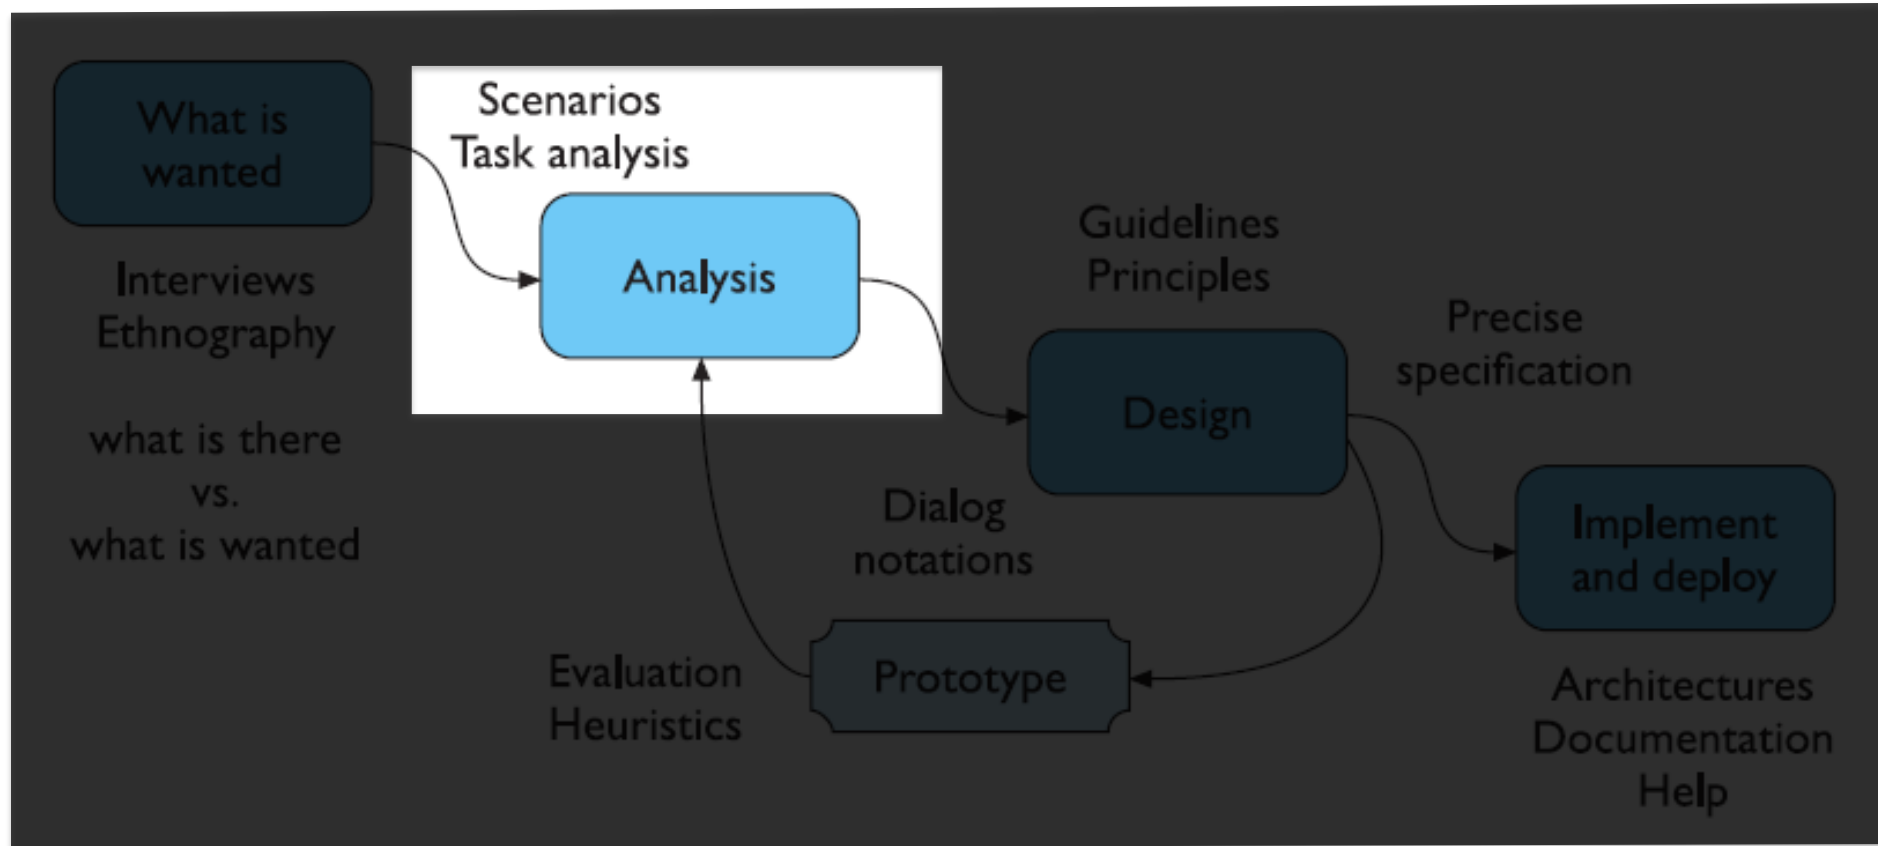 What is
wanted
Interviews
Ethnography
what is there
vs.
what is wanted
Scenarios
Task analysis
Analysis
Guidelines
Principles
Design
Precise
specification
Dialog
notations
Prototype
Evaluation
Heuristics
Implement
and deploy
Architectures
Documentation
Help